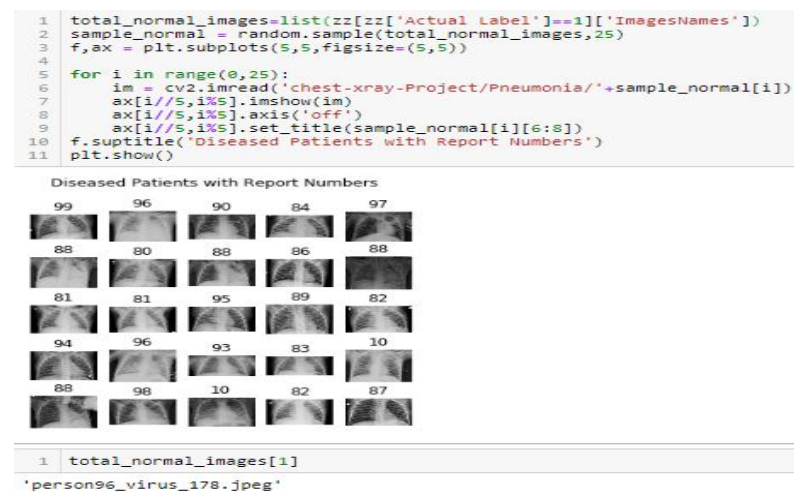 1 total_normal_images=list(zz[zz['Actual Label']==1]['ImagesNames'])
2 sample_normal = random.sample(total_normal_images,25)
3 f,ax = plt.subplots(5,5,figsize=(5,5))
4
5 for i in range(0,25):
6 im = cv2.imread('chest-xray-Project/Pneumonia/'+sample_normal[i])
7 ax[i//5,i%5].imshow(im)
8 ax[i//5,i%5].axis('off')
9 ax[i//5,i%5].set_title(sample_normal[i][6:8])
10 f.suptitle('Diseased Patients with Report Numbers')
11 plt.show()
Diseased Patients with Report Numbers
99 96 90 84 97
88 80 88 86 88
81 81 95 89 82
94 96 93 83 10
88 98 10 82 87
1 total_normal_images[1]
'person96_virus_178.jpeg'